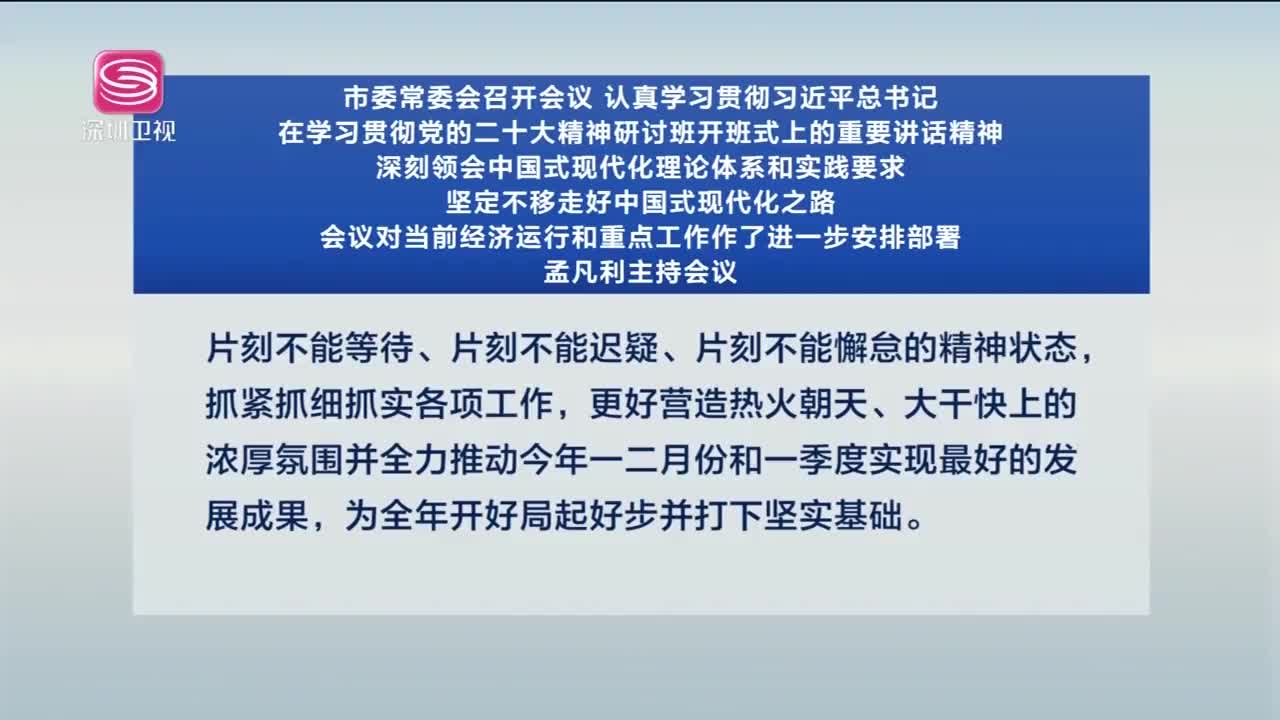 深圳卫视
市委常委会召开会议 认真学习贯彻习近平总书记
在学习贯彻党的二十大精神研讨班开班式上的重要讲话精神
深刻领会中国式现代化理论体系和实践要求
坚定不移走好中国式现代化之路
会议对当前经济运行和重点工作作了进一步安排部署
孟凡利主持会议
片刻不能等待、片刻不能迟疑、片刻不能懈怠的精神状态，
抓紧抓细抓实各项工作，更好营造热火朝天、大干快上的
浓厚氛围并全力推动今年一二月份和一季度实现最好的发
展成果，为全年开好局起好步并打下坚实基础。